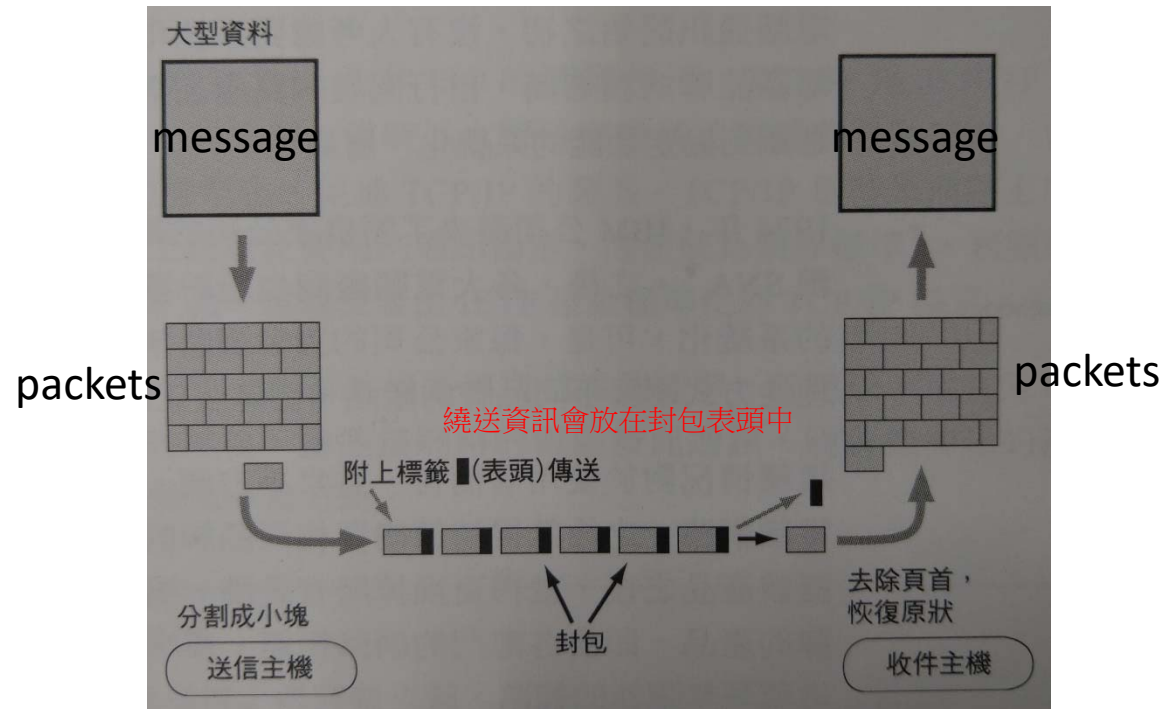 大型資料
message
message
packets
packets
繞送資訊會放在封包表頭中
附上標籤 (表頭)傳送
封包
分割成小塊
送信主機
去除頁首，
恢復原狀
收件主機